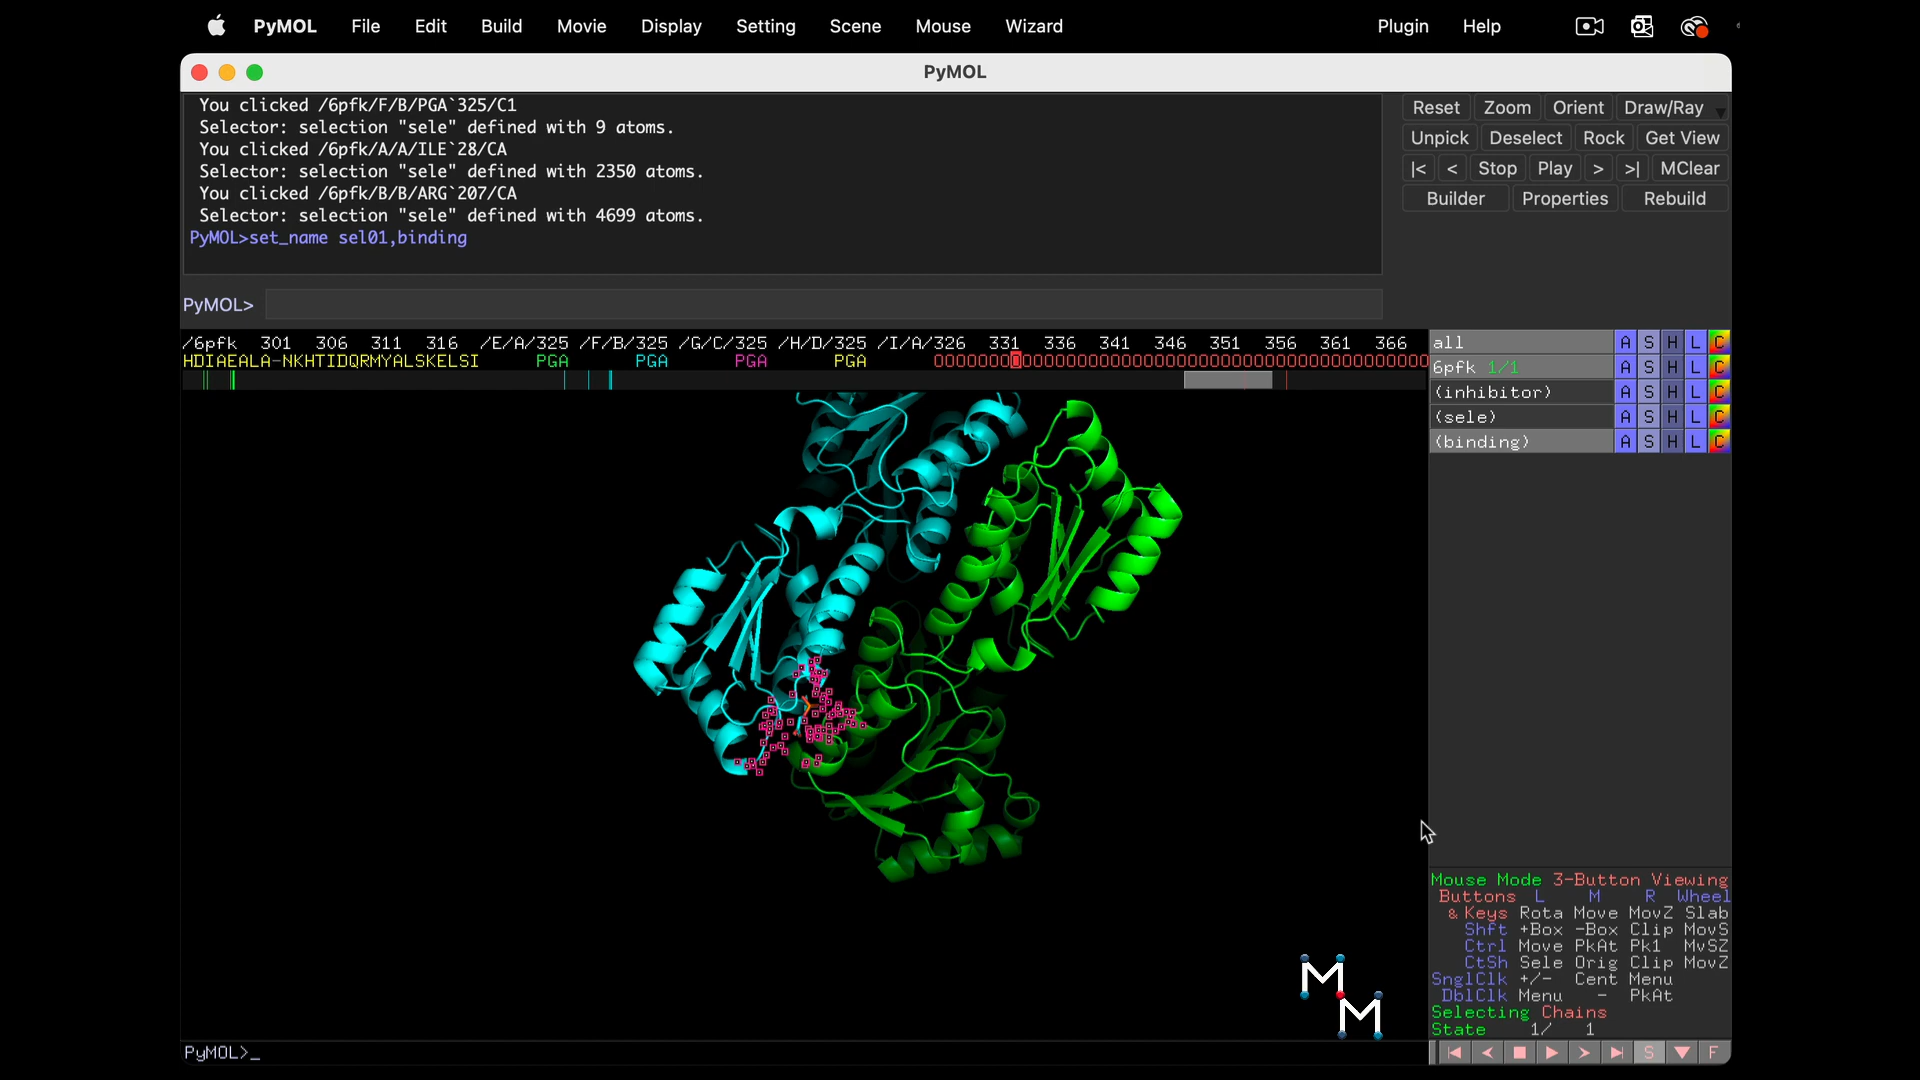 PyMOL File Edit Build Movie Display Setting Scene Mouse Wizard Plugin Help
PyMOL
You clicked /6pfk/F/B/PGA`325/C1
Selector: selection "sele" defined with 9 atoms.
You clicked /6pfk/A/A/ILE`28/CA
Selector: selection "sele" defined with 2350 atoms.
You clicked /6pfk/B/B/ARG`207/CA
Selector: selection "sele" defined with 4699 atoms.
PyMOL>set_name sel01,binding
Reset Zoom Orient Draw/Ray
Unpick Deselect Rock Get View
|< < Stop Play > >| MClear
Builder Properties Rebuild
PyMOL>
/6pfk 301 306 311 316 /E/A/325 /F/B/325 /G/C/325 /H/D/325 /I/A/326 331 336 341 346 351 356 361 366
HDIAEALA-NKHTIDQRMYALSKELSI PGA PGA PGA PGA
all A S H L C
6pfk 1/1 A S H L C
(inhibitor) A S H L C
(sele) A S H L C
(binding) A S H L C
M
M
Mouse Mode 3-Button Viewing
Buttons L M R Wheel
& Keys Rota Move MovZ Slab
Shft +Box -Box Clip MovS
Ctrl Move PkAt Pk1 MvSZ
CtSh Sele Orig Clip MovZ
SnglClk +/- Cent Menu
DblClk Menu - PkAt
Selecting Chains
State 1/ 1
PyMOL>_
S F